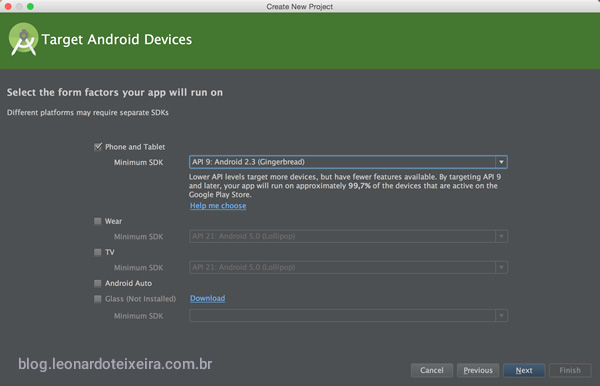 Create New Project
Target Android Devices
Select the form factors your app will run on
Different platforms may require separate SDKs
Phone and Tablet
Minimum SDK
API 9: Android 2.3 (Gingerbread)
Lower API levels target more devices, but have fewer features available. By targeting API 9
and later, your app will run on approximately 99,7% of the devices that are active on the
Google Play Store.
Help me choose
Wear
Minimum SDK
API 21: Android 5.0 (Lollipop)
TV
Minimum SDK
API 21: Android 5.0 (Lollipop)
Android Auto
Glass (Not Installed) Download
Minimum SDK
blog.leonardoteixeira.com.br
Cancel Previous Next Finish